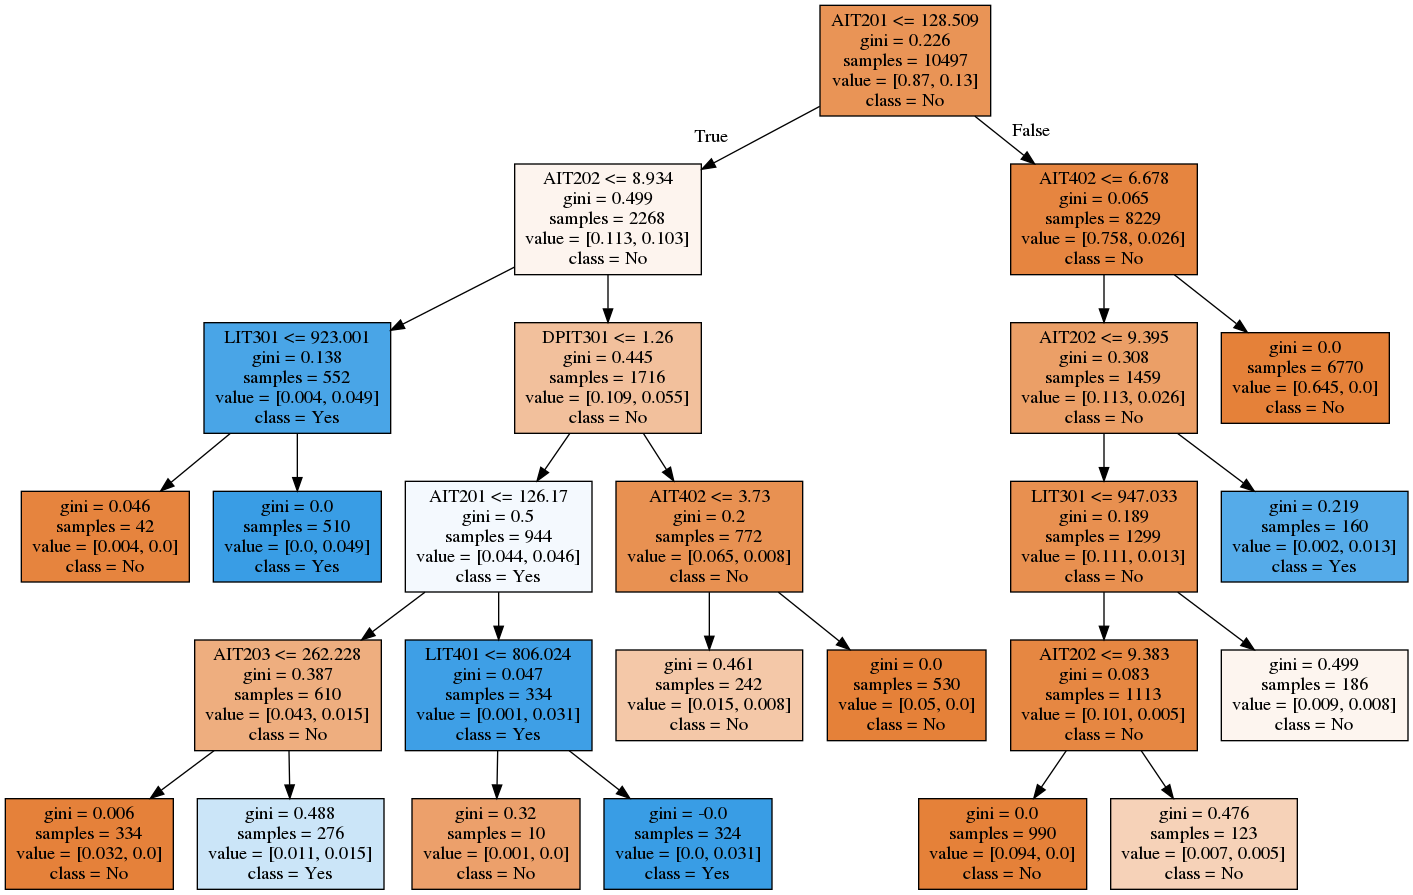 AIT201 <= 128.509
gini = 0.226
samples = 10497
value = [0.87, 0.13]
class = No
True
False
AIT202 <= 8.934
gini = 0.499
samples = 2268
value = [0.113, 0.103]
class = No
AIT402 <= 6.678
gini = 0.065
samples = 8229
value = [0.758, 0.026]
class = No
LIT301 <= 923.001
gini = 0.138
samples = 552
value = [0.004, 0.049]
class = Yes
DPIT301 <= 1.26
gini = 0.445
samples = 1716
value = [0.109, 0.055]
class = No
AIT202 <= 9.395
gini = 0.308
samples = 1459
value = [0.113, 0.026]
class = No
gini = 0.0
samples = 6770
value = [0.645, 0.0]
class = No
gini = 0.046
samples = 42
value = [0.004, 0.0]
class = No
gini = 0.0
samples = 510
value = [0.0, 0.049]
class = Yes
AIT201 <= 126.17
gini = 0.5
samples = 944
value = [0.044, 0.046]
class = Yes
AIT402 <= 3.73
gini = 0.2
samples = 772
value = [0.065, 0.008]
class = No
LIT301 <= 947.033
gini = 0.189
samples = 1299
value = [0.111, 0.013]
class = No
gini = 0.219
samples = 160
value = [0.002, 0.013]
class = Yes
AIT203 <= 262.228
gini = 0.387
samples = 610
value = [0.043, 0.015]
class = No
LIT401 <= 806.024
gini = 0.047
samples = 334
value = [0.001, 0.031]
class = Yes
gini = 0.461
samples = 242
value = [0.015, 0.008]
class = No
gini = 0.0
samples = 530
value = [0.05, 0.0]
class = No
AIT202 <= 9.383
gini = 0.083
samples = 1113
value = [0.101, 0.005]
class = No
gini = 0.499
samples = 186
value = [0.009, 0.008]
class = No
gini = 0.006
samples = 334
value = [0.032, 0.0]
class = No
gini = 0.488
samples = 276
value = [0.011, 0.015]
class = Yes
gini = 0.32
samples = 10
value = [0.001, 0.0]
class = No
gini = -0.0
samples = 324
value = [0.0, 0.031]
class = Yes
gini = 0.0
samples = 990
value = [0.094, 0.0]
class = No
gini = 0.476
samples = 123
value = [0.007, 0.005]
class = No